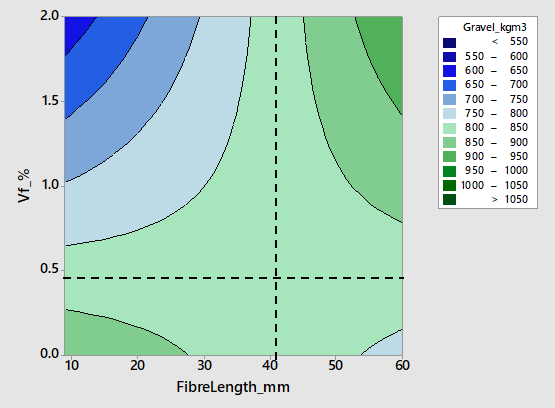 Gravel_kgm3
< 550
550 – 600
600 – 650
650 – 700
700 – 750
750 – 800
800 – 850
850 – 900
900 – 950
950 – 1000
1000 – 1050
> 1050
2.0
1.5
1.0
0.5
0.0
Vf_%
10 20 30 40 50 60
FibreLength_mm